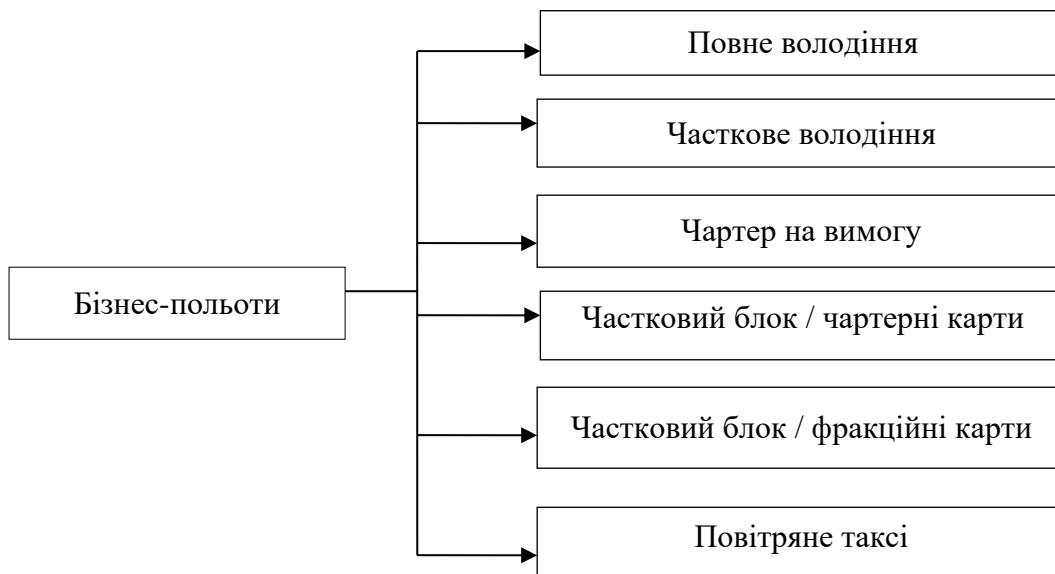 Повне володіння
Часткове володіння
Чартер на вимогу
Бізнес-польоти
Частковий блок / чартерні карти
Частковий блок / фракційні карти
Повітряне таксі